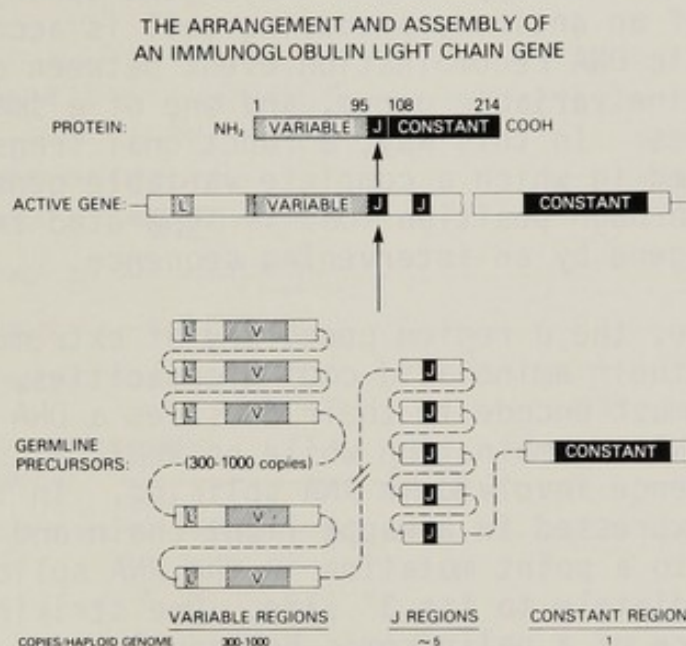 THE ARRANGEMENT AND ASSEMBLY OF
AN IMMUNOGLOBULIN LIGHT CHAIN GENE
1 95 108 214
PROTEIN: NH₂ VARIABLE J CONSTANT COOH
ACTIVE GENE: L VARIABLE J J CONSTANT
L V
L V J
L V J
GERMLINE
PRECURSORS: (300-1000 copies) J CONSTANT
L V J
J
L V
VARIABLE REGIONS J REGIONS CONSTANT REGION
COPIES/HAPLOID GENOME 300-1000 ~5 1